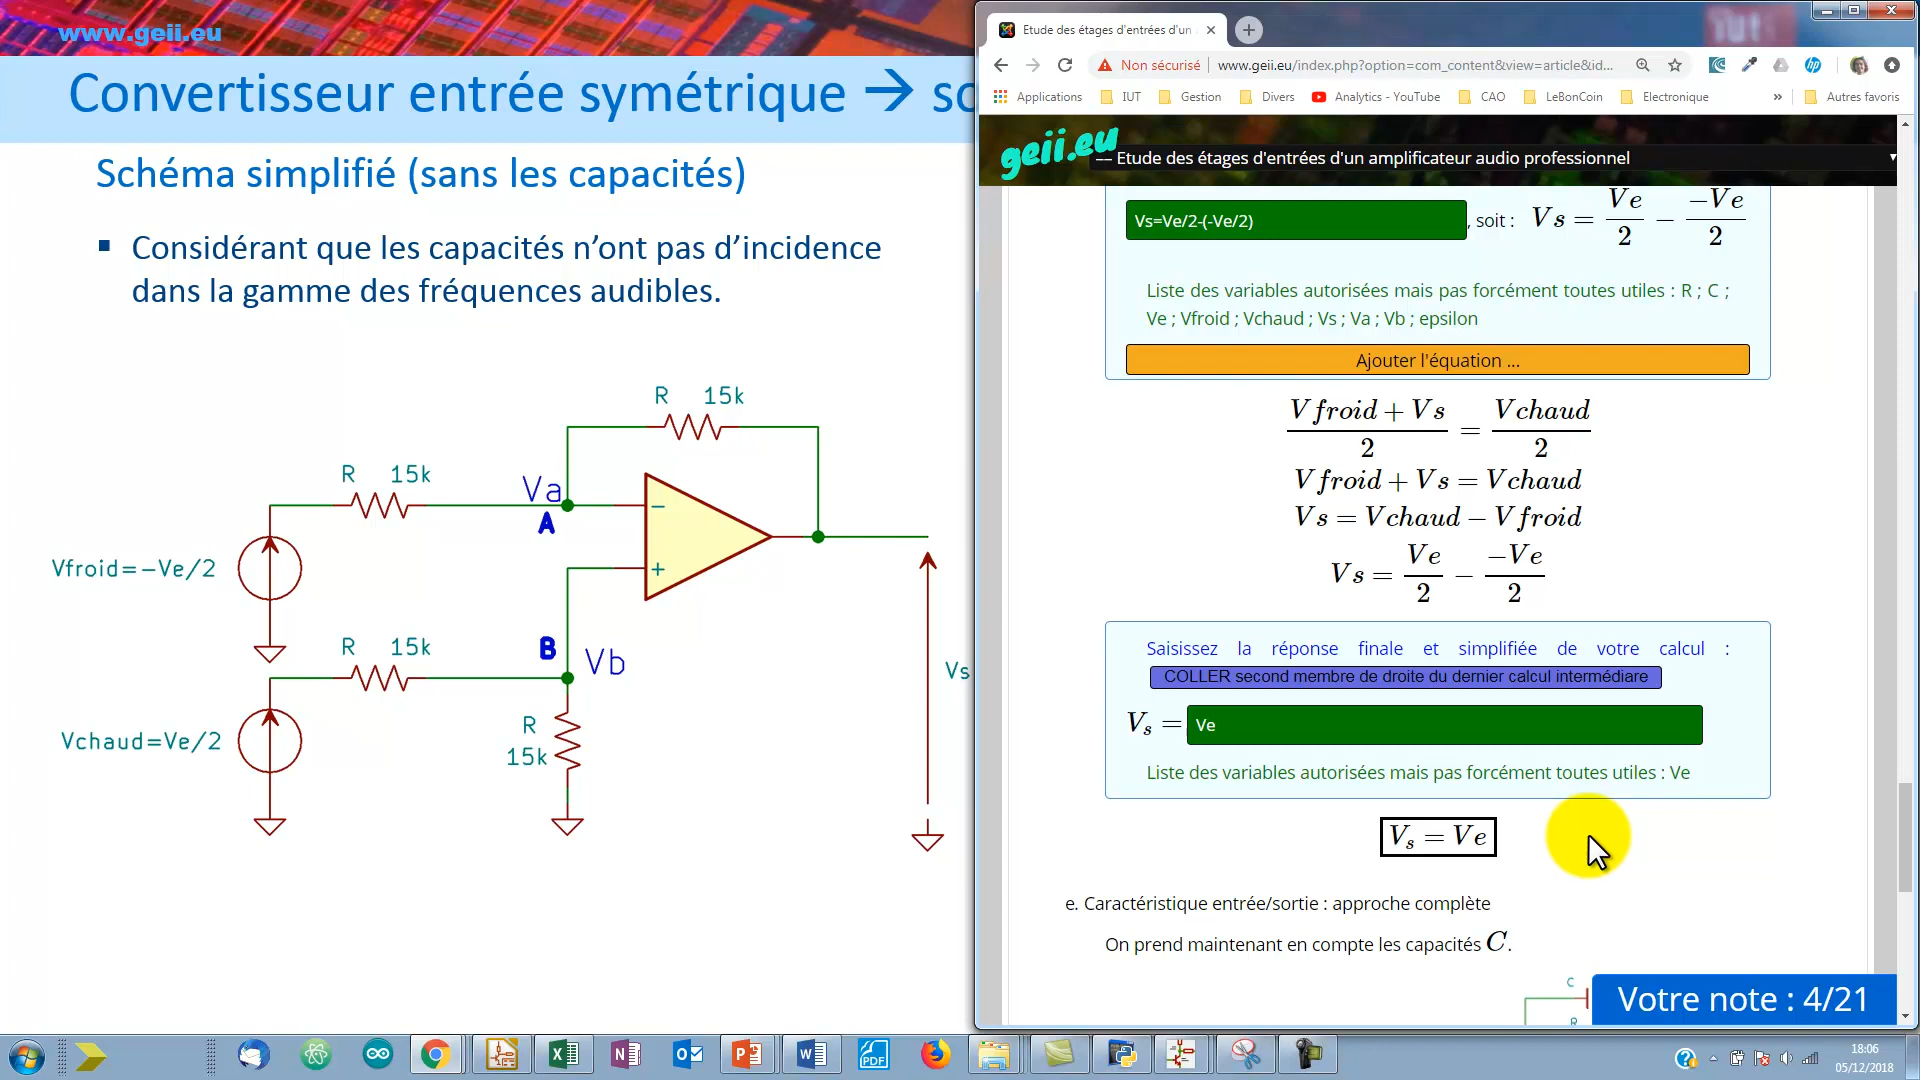 www.geii.eu
Convertisseur entrée symétrique → sc
Schéma simplifié (sans les capacités)
▪ Considérant que les capacités n’ont pas d’incidence
dans la gamme des fréquences audibles.
R 15k
R 15k
Va
A
−
+
Vfroid=-Ve/2
R 15k
B
Vb
Vs
R
15k
Vchaud=Ve/2
Etude des étages d'entrées d'un
Non sécurisé
www.geii.eu/index.php?option=com_content&view=article&id...
Applications IUT Gestion Divers Analytics - YouTube CAO LeBonCoin Electronique » Autres favoris
geii.eu
— Etude des étages d'entrées d'un amplificateur audio professionnel
Vs=Ve/2-(-Ve/2) , soit : Vs = Ve/2 − −Ve/2
Liste des variables autorisées mais pas forcément toutes utiles : R ; C ;
Ve ; Vfroid ; Vchaud ; Vs ; Va ; Vb ; epsilon
Ajouter l'équation ...
Vfroid + Vs / 2 = Vchaud / 2
Vfroid + Vs = Vchaud
Vs = Vchaud − Vfroid
Vs = Ve/2 − −Ve/2
Saisissez la réponse finale et simplifiée de votre calcul :
COLLER second membre de droite du dernier calcul intermédiare
Vs = Ve
Liste des variables autorisées mais pas forcément toutes utiles : Ve
Vs = Ve
e. Caractéristique entrée/sortie : approche complète
On prend maintenant en compte les capacités C.
C
R
Votre note : 4/21
PDF
18:06
05/12/2018